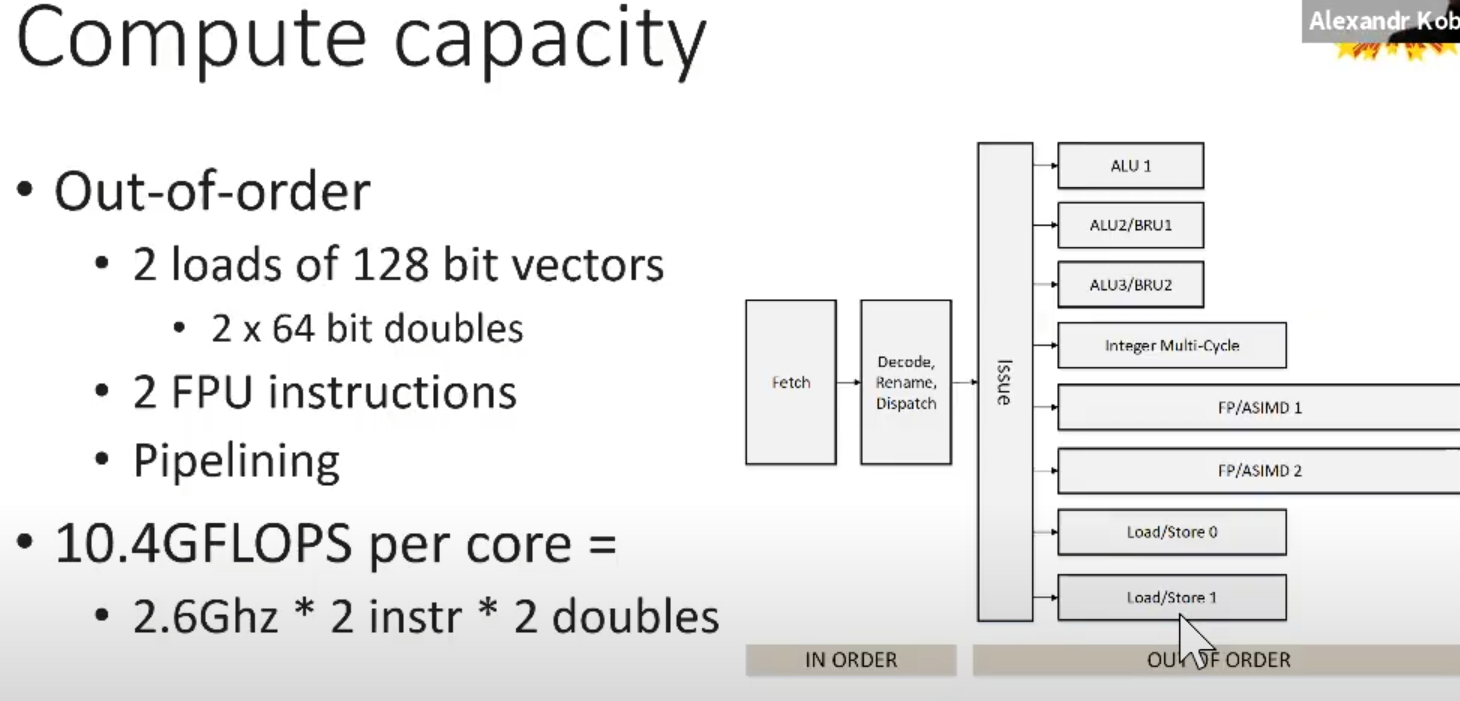 Compute capacity
Alexandr Kob
• Out-of-order
• 2 loads of 128 bit vectors
• 2 x 64 bit doubles
• 2 FPU instructions
• Pipelining
• 10.4GFLOPS per core =
• 2.6Ghz * 2 instr * 2 doubles
Fetch
Decode,
Rename,
Dispatch
Issue
ALU 1
ALU2/BRU1
ALU3/BRU2
Integer Multi-Cycle
FP/ASIMD 1
FP/ASIMD 2
Load/Store 0
Load/Store 1
IN ORDER
OUT OF ORDER